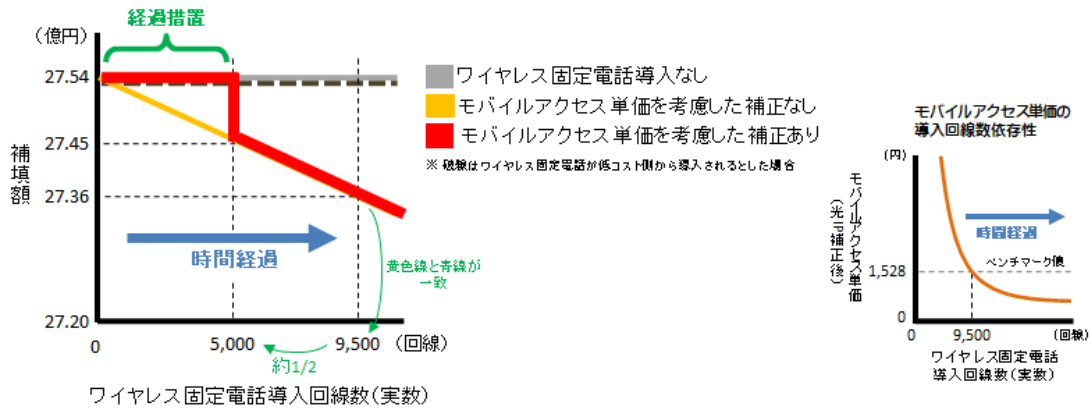 経過措置
(億円)
27.54
27.45
27.36
27.20
補填額
0
5,000
9,500
(回線)
約1/2
ワイヤレス固定電話導入回線数(実数)
時間経過
黄色線と青線が
一致
ワイヤレス固定電話導入なし
モバイルアクセス単価を考慮した補正なし
モバイルアクセス単価を考慮した補正あり
※ 破線はワイヤレス固定電話が低コスト側から導入されるとした場合
モバイルアクセス単価の
導入回線数依存性
(円)
モバイルアクセス単価
(光IP補正後)
時間経過
ベンチマーク値
1,528
0
0
9,500
(回線)
ワイヤレス固定電話
導入回線数(実数)